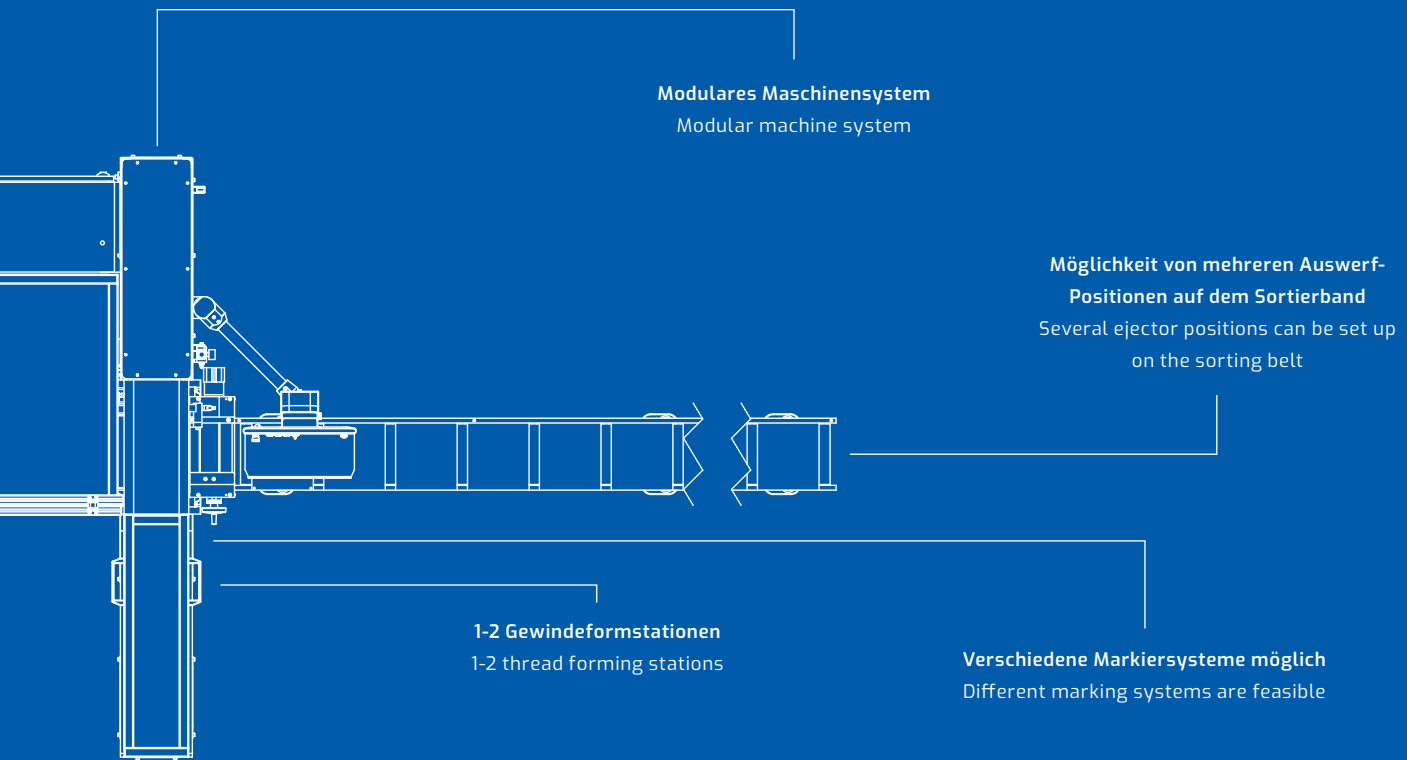 Modulares Maschinensystem
Modular machine system
Möglichkeit von mehreren Auswerf-
Positionen auf dem Sortierband
Several ejector positions can be set up
on the sorting belt
1-2 Gewindeformstationen
1-2 thread forming stations
Verschiedene Markiersysteme möglich
Different marking systems are feasible